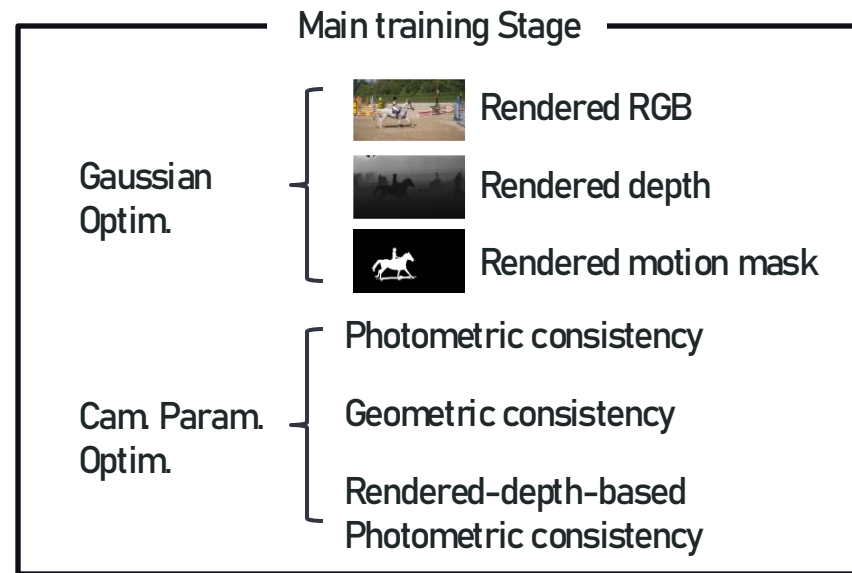 Main training Stage
Gaussian
Optim.
Rendered RGB
Rendered depth
Rendered motion mask
Cam. Param.
Optim.
Photometric consistency
Geometric consistency
Rendered-depth-based
Photometric consistency